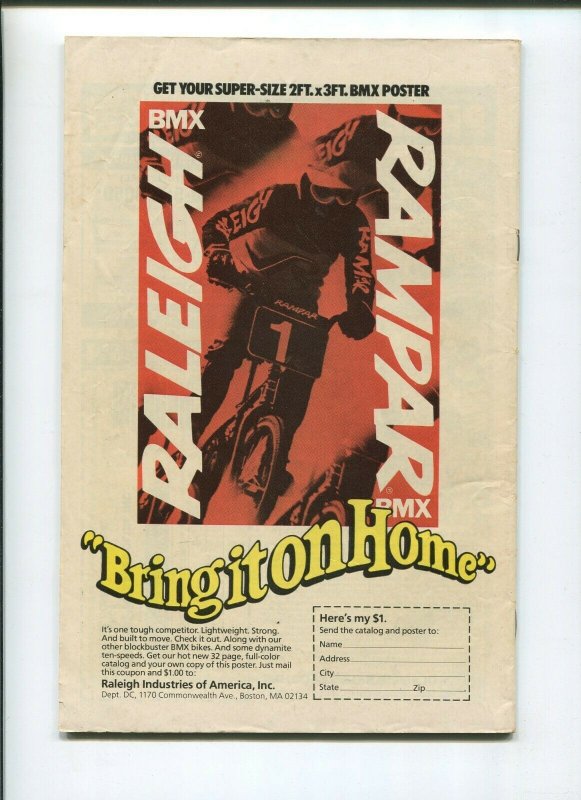 GET YOUR SUPER-SIZE 2FT. x 3FT. BMX POSTER
BMX
RALEIGH®
RAMPAR®
BMX
RALEIGH
RAMPAR
1
"Bring it on Home"
It's one tough competitor. Lightweight. Strong.
And built to move. Check it out. Along with our
other blockbuster BMX bikes. And some dynamite
ten-speeds. Get our hot new 32 page, full-color
catalog and your own copy of this poster. Just mail
this coupon and $1.00 to:
Raleigh Industries of America, Inc.
Dept. DC, 1170 Commonwealth Ave., Boston, MA 02134
Here's my $1.
Send the catalog and poster to:
Name
Address
City
State Zip